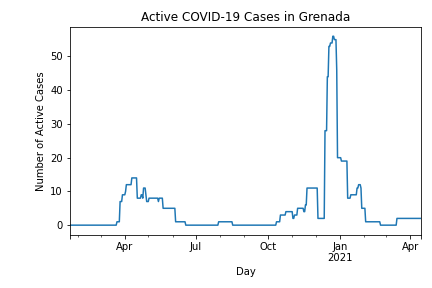 Active COVID-19 Cases in Grenada
Number of Active Cases
50
40
30
20
10
0
Apr
Jul
Oct
Jan
2021
Apr
Day